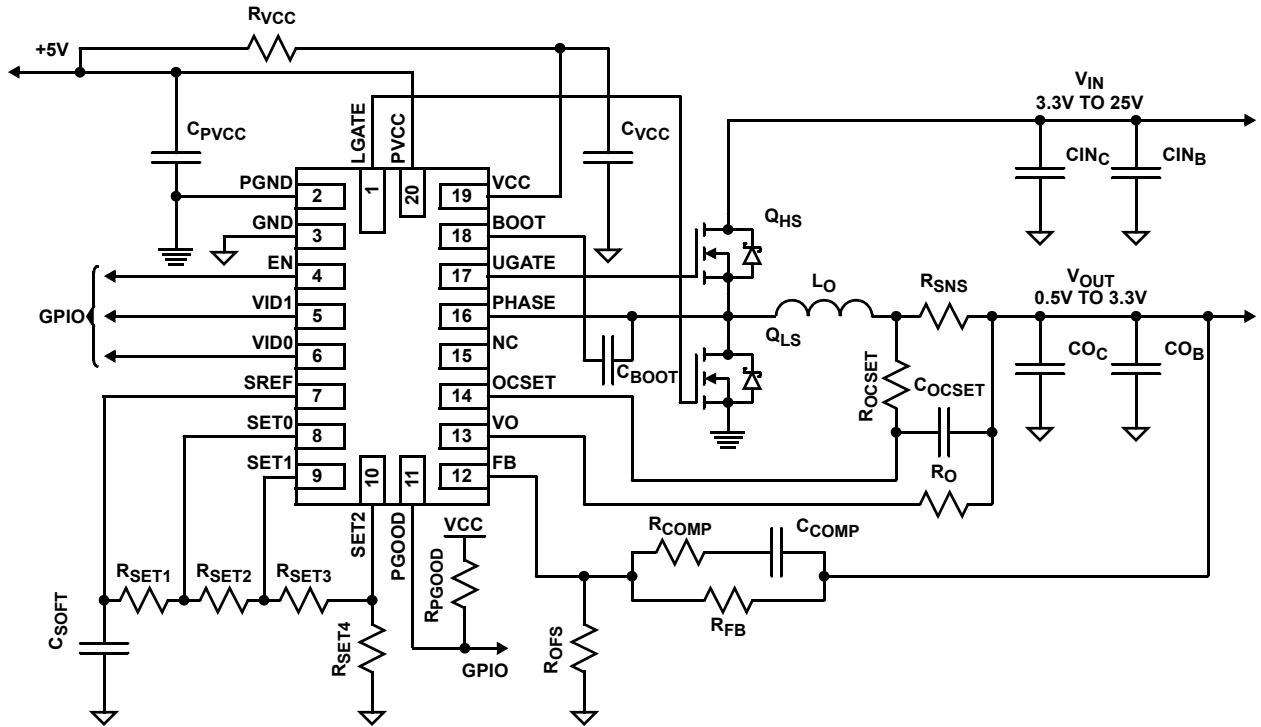 RVCC
+5V
VIN
3.3V TO 25V
CPVCC
LGATE
PVCC
CVCC
CINC
CINB
PGND
2
1
20
19
VCC
GND
3
18
BOOT
QHS
EN
4
17
UGATE
VOUT
0.5V TO 3.3V
LO
RSNS
GPIO
VID1
5
16
PHASE
QLS
VID0
6
15
NC
CBOOT
COC
COB
SREF
7
14
OCSET
ROCSET
COCSET
SET0
8
13
VO
SET1
9
10
11
12
FB
RO
SET2
PGOOD
VCC
RCOMP
CCOMP
RSET1
RSET2
RSET3
RPGOOD
RFB
CSOFT
RSET4
GPIO
ROFS